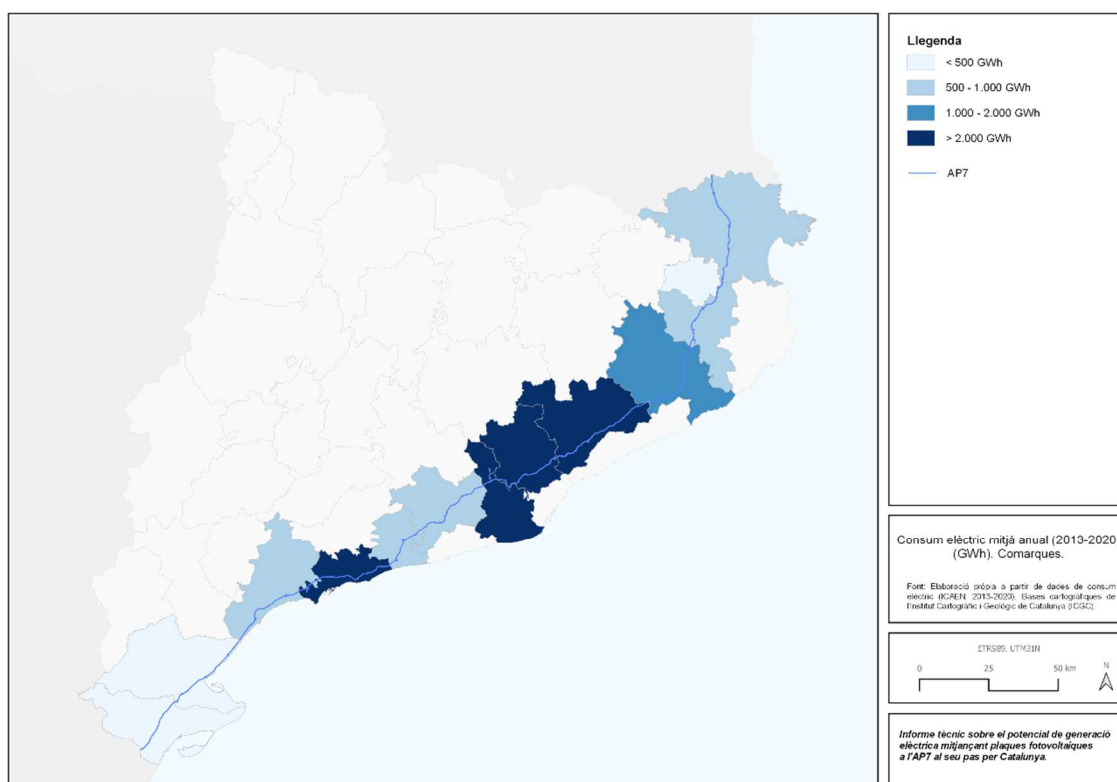 Llegenda
< 500 GWh
500 - 1.000 GWh
1.000 - 2.000 GWh
> 2.000 GWh
AP7
Consum elèctric mitjà anual (2013-2020)
(GWh). Comarques.
Font: Elaboració pròpia a partir de dades de consum
elèctric (ICAEN, 2013-2020). Bases cartogràfiques de
l'Institut Cartogràfic i Geològic de Catalunya (ICGC).
ETRS89, UTM31N
0 25 50 km
N
Informe tècnic sobre el potencial de generació
elèctrica mitjançant plaques fotovoltaiques
a l'AP7 al seu pas per Catalunya.